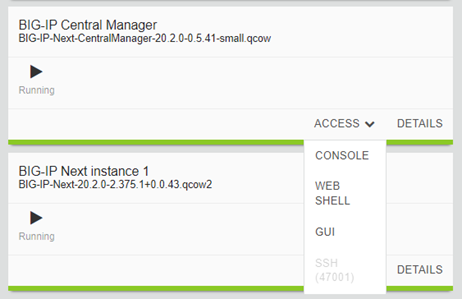 BIG-IP Central Manager
BIG-IP-Next-CentralManager-20.2.0-0.5.41-small.qcow
Running
ACCESS DETAILS
CONSOLE
WEB
SHELL
GUI
SSH
(47001)
BIG-IP Next instance 1
BIG-IP-Next-20.2.0-2.375.1+0.0.43.qcow2
Running
DETAILS